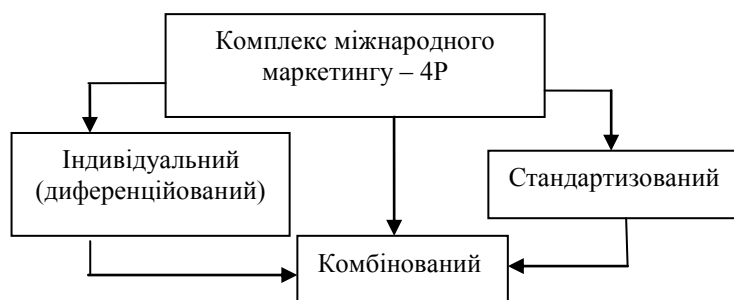 Комплекс міжнародного
маркетингу – 4Р
Індивідуальний
(диференційований)
Стандартизований
Комбінований